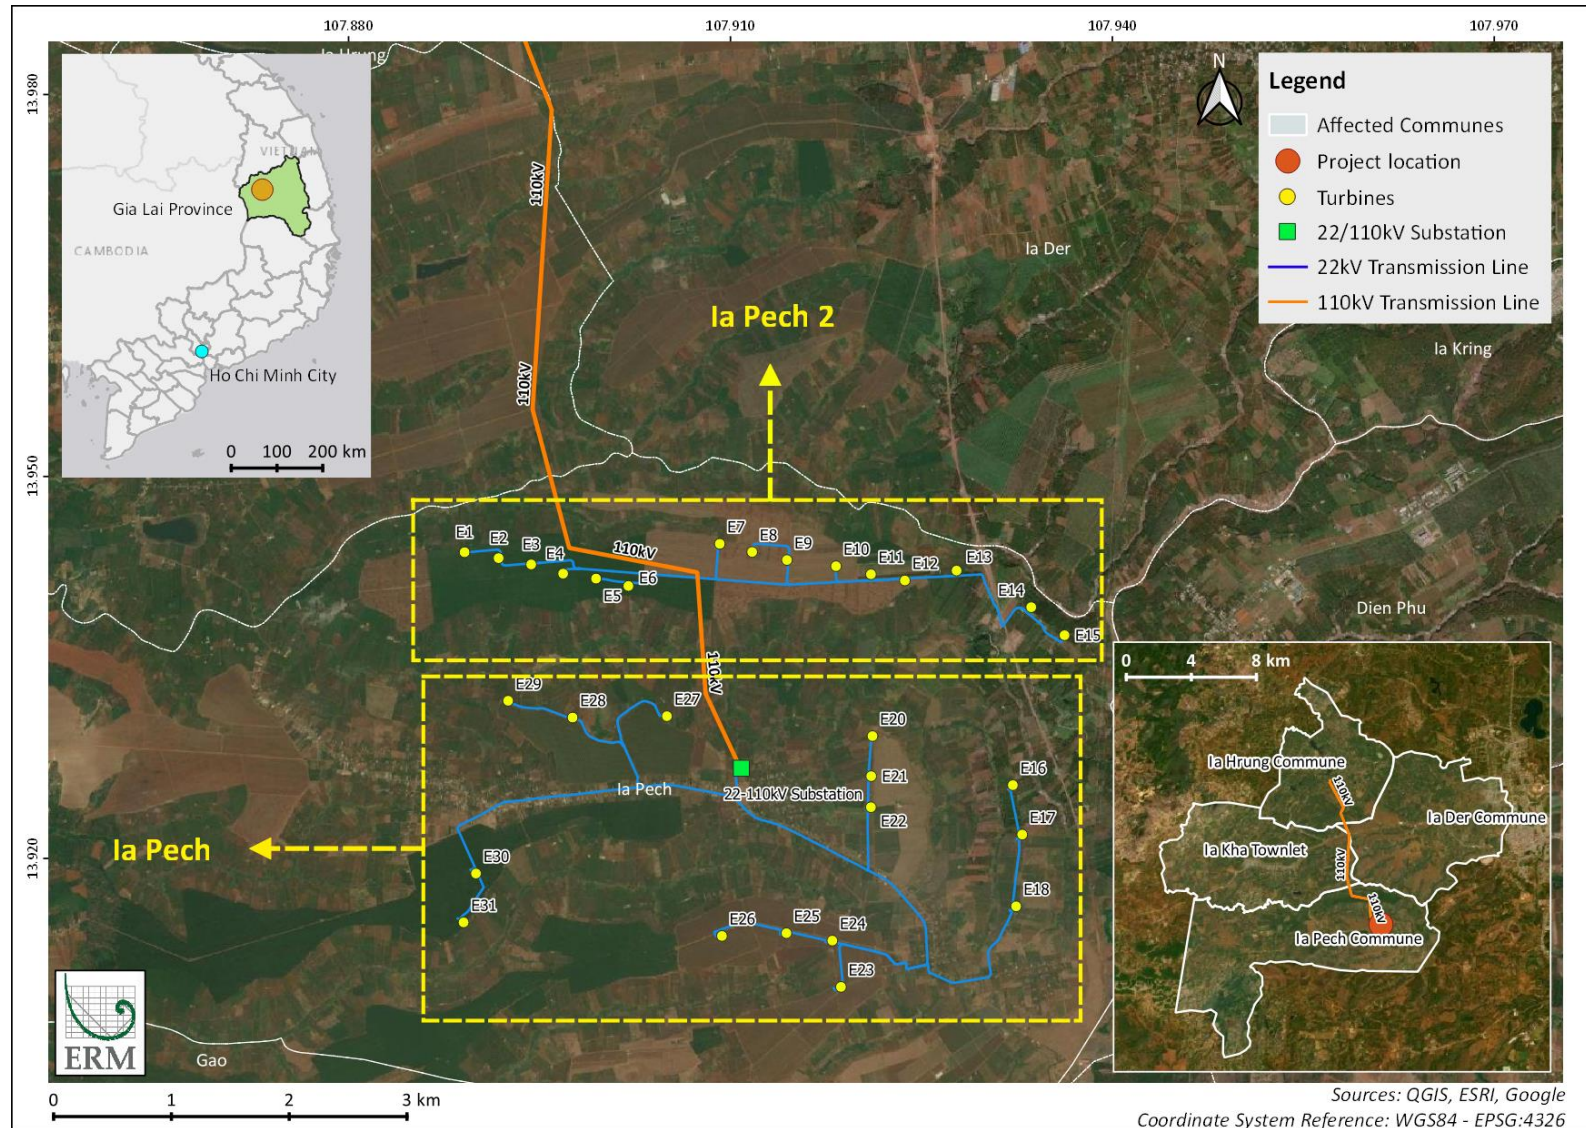 107.880
107.910
107.940
107.970
13.980
13.950
13.920
Ia Hrung
VIETNAM
Gia Lai Province
CAMBODIA
Ho Chi Minh City
0 100 200 km
N
Legend
Affected Communes
Project location
Turbines
22/110kV Substation
22kV Transmission Line
110kV Transmission Line
110kV
110kV
Ia Der
Ia Pech 2
Ia Kring
Dien Phu
E1
E2
E3
E4
E5
E6
110kV
E7
E8
E9
E10
E11
E12
E13
E14
E15
110kV
E29
E28
E27
E20
E21
E22
E16
E17
E18
Ia Pech
22-110kV Substation
Ia Pech
E30
E31
E26
E25
E24
E23
0 4 8 km
Ia Hrung Commune
110kV
Ia Der Commune
Ia Kha Townlet
110kV
110kV
Ia Pech Commune
ERM
Gao
0 1 2 3 km
Sources: QGIS, ESRI, Google
Coordinate System Reference: WGS84 - EPSG:4326